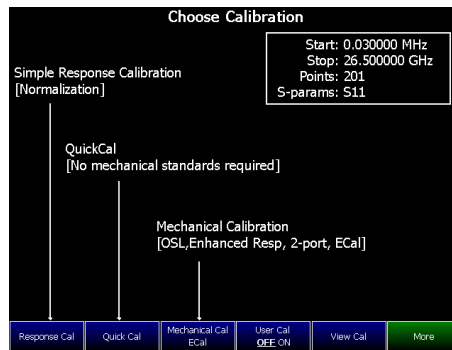 Choose Calibration
Start: 0.030000 MHz
Stop: 26.500000 GHz
Points: 201
S-params: S11
Simple Response Calibration
[Normalization]
QuickCal
[No mechanical standards required]
Mechanical Calibration
[OSL,Enhanced Resp, 2-port, ECal]
Response Cal
Quick Cal
Mechanical Cal
ECal
User Cal
OFF ON
View Cal
More